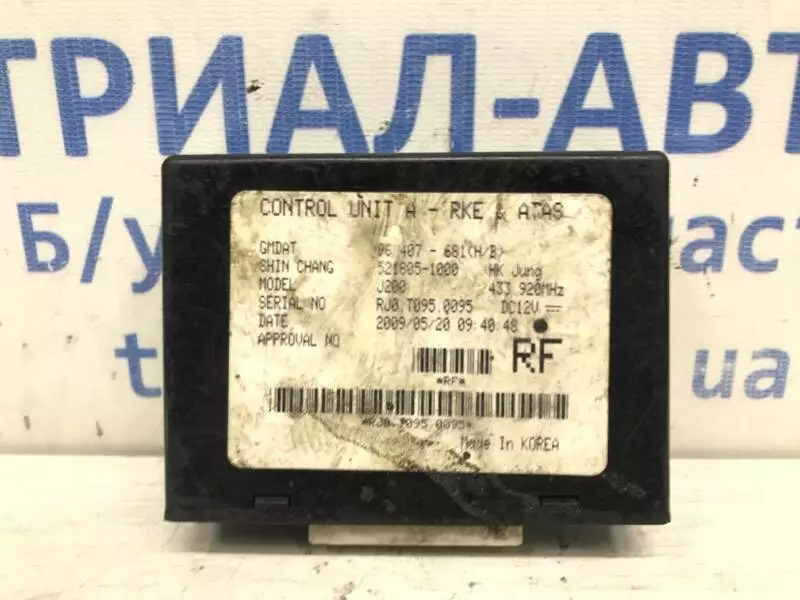 ТРИАЛ-АВТ
Б/у
аст
t
ua
CONTROL UNIT A - RKE & ATAS
GMDAT 96 407 - 681(H/B)
SHIN CHANG 521805-1000 HK Jung
MODEL J200 433.920MHz
SERIAL NO RJ0.T095.0095 DC12V
DATE 2009/05/20 09:40:48
APPROVAL NO
RF
*RF*
*RJ0.T095.0095*
Made In KOREA